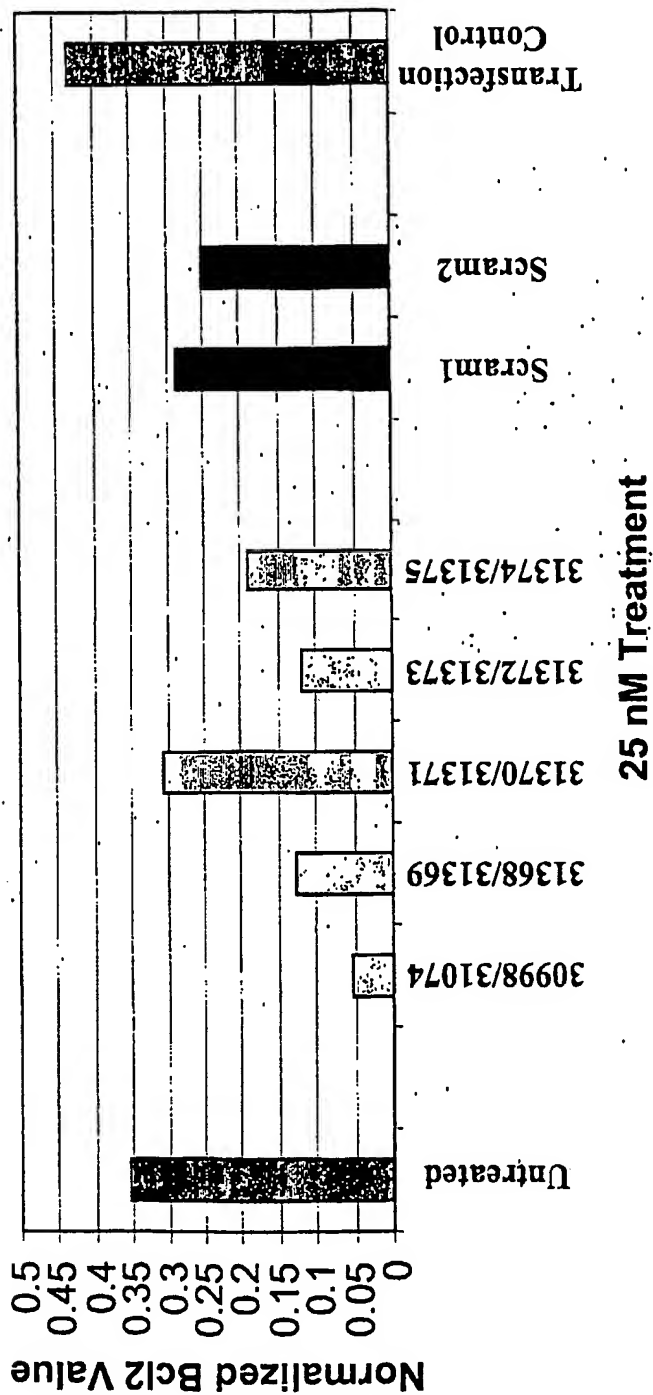 Normalized Bcl2 Value
0.5
0.45
0.4
0.35
0.3
0.25
0.2
0.15
0.1
0.05
0
Untreated
30998/31074
31368/31369
31370/31371
31372/31373
31374/31375
Scram1
Scram2
Transfection
Control
25 nM Treatment